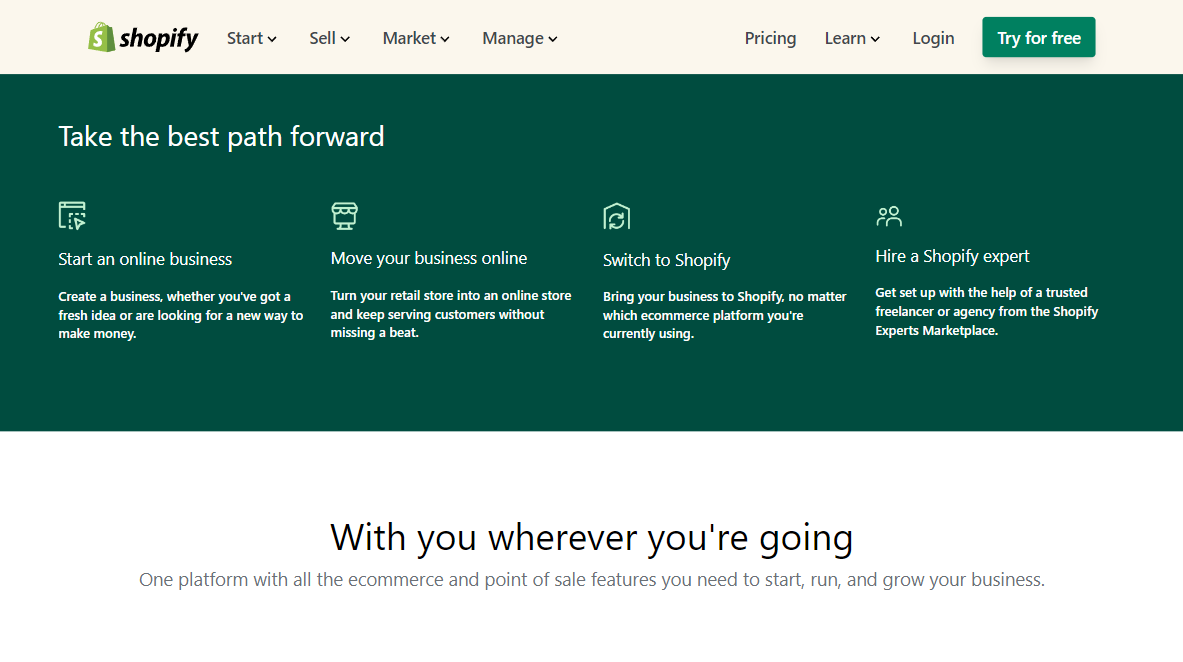 shopify Start Sell Market Manage Pricing Learn Login Try for free
Take the best path forward
Start an online business
Create a business, whether you've got a
fresh idea or are looking for a new way to
make money.
Move your business online
Turn your retail store into an online store
and keep serving customers without
missing a beat.
Switch to Shopify
Bring your business to Shopify, no matter
which ecommerce platform you're
currently using.
Hire a Shopify expert
Get set up with the help of a trusted
freelancer or agency from the Shopify
Experts Marketplace.
With you wherever you're going
One platform with all the ecommerce and point of sale features you need to start, run, and grow your business.